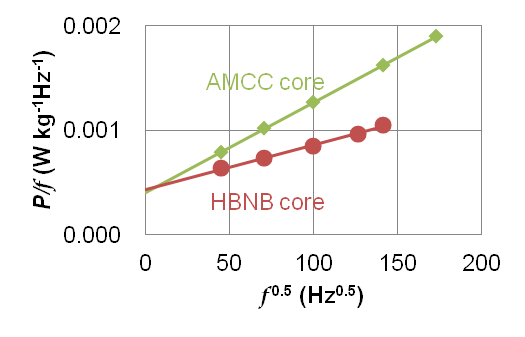 0.002
0.001
0.000
P/f (W kg⁻¹Hz⁻¹)
AMCC core
HBNB core
0 50 100 150 200
f⁰·⁵ (Hz⁰·⁵)